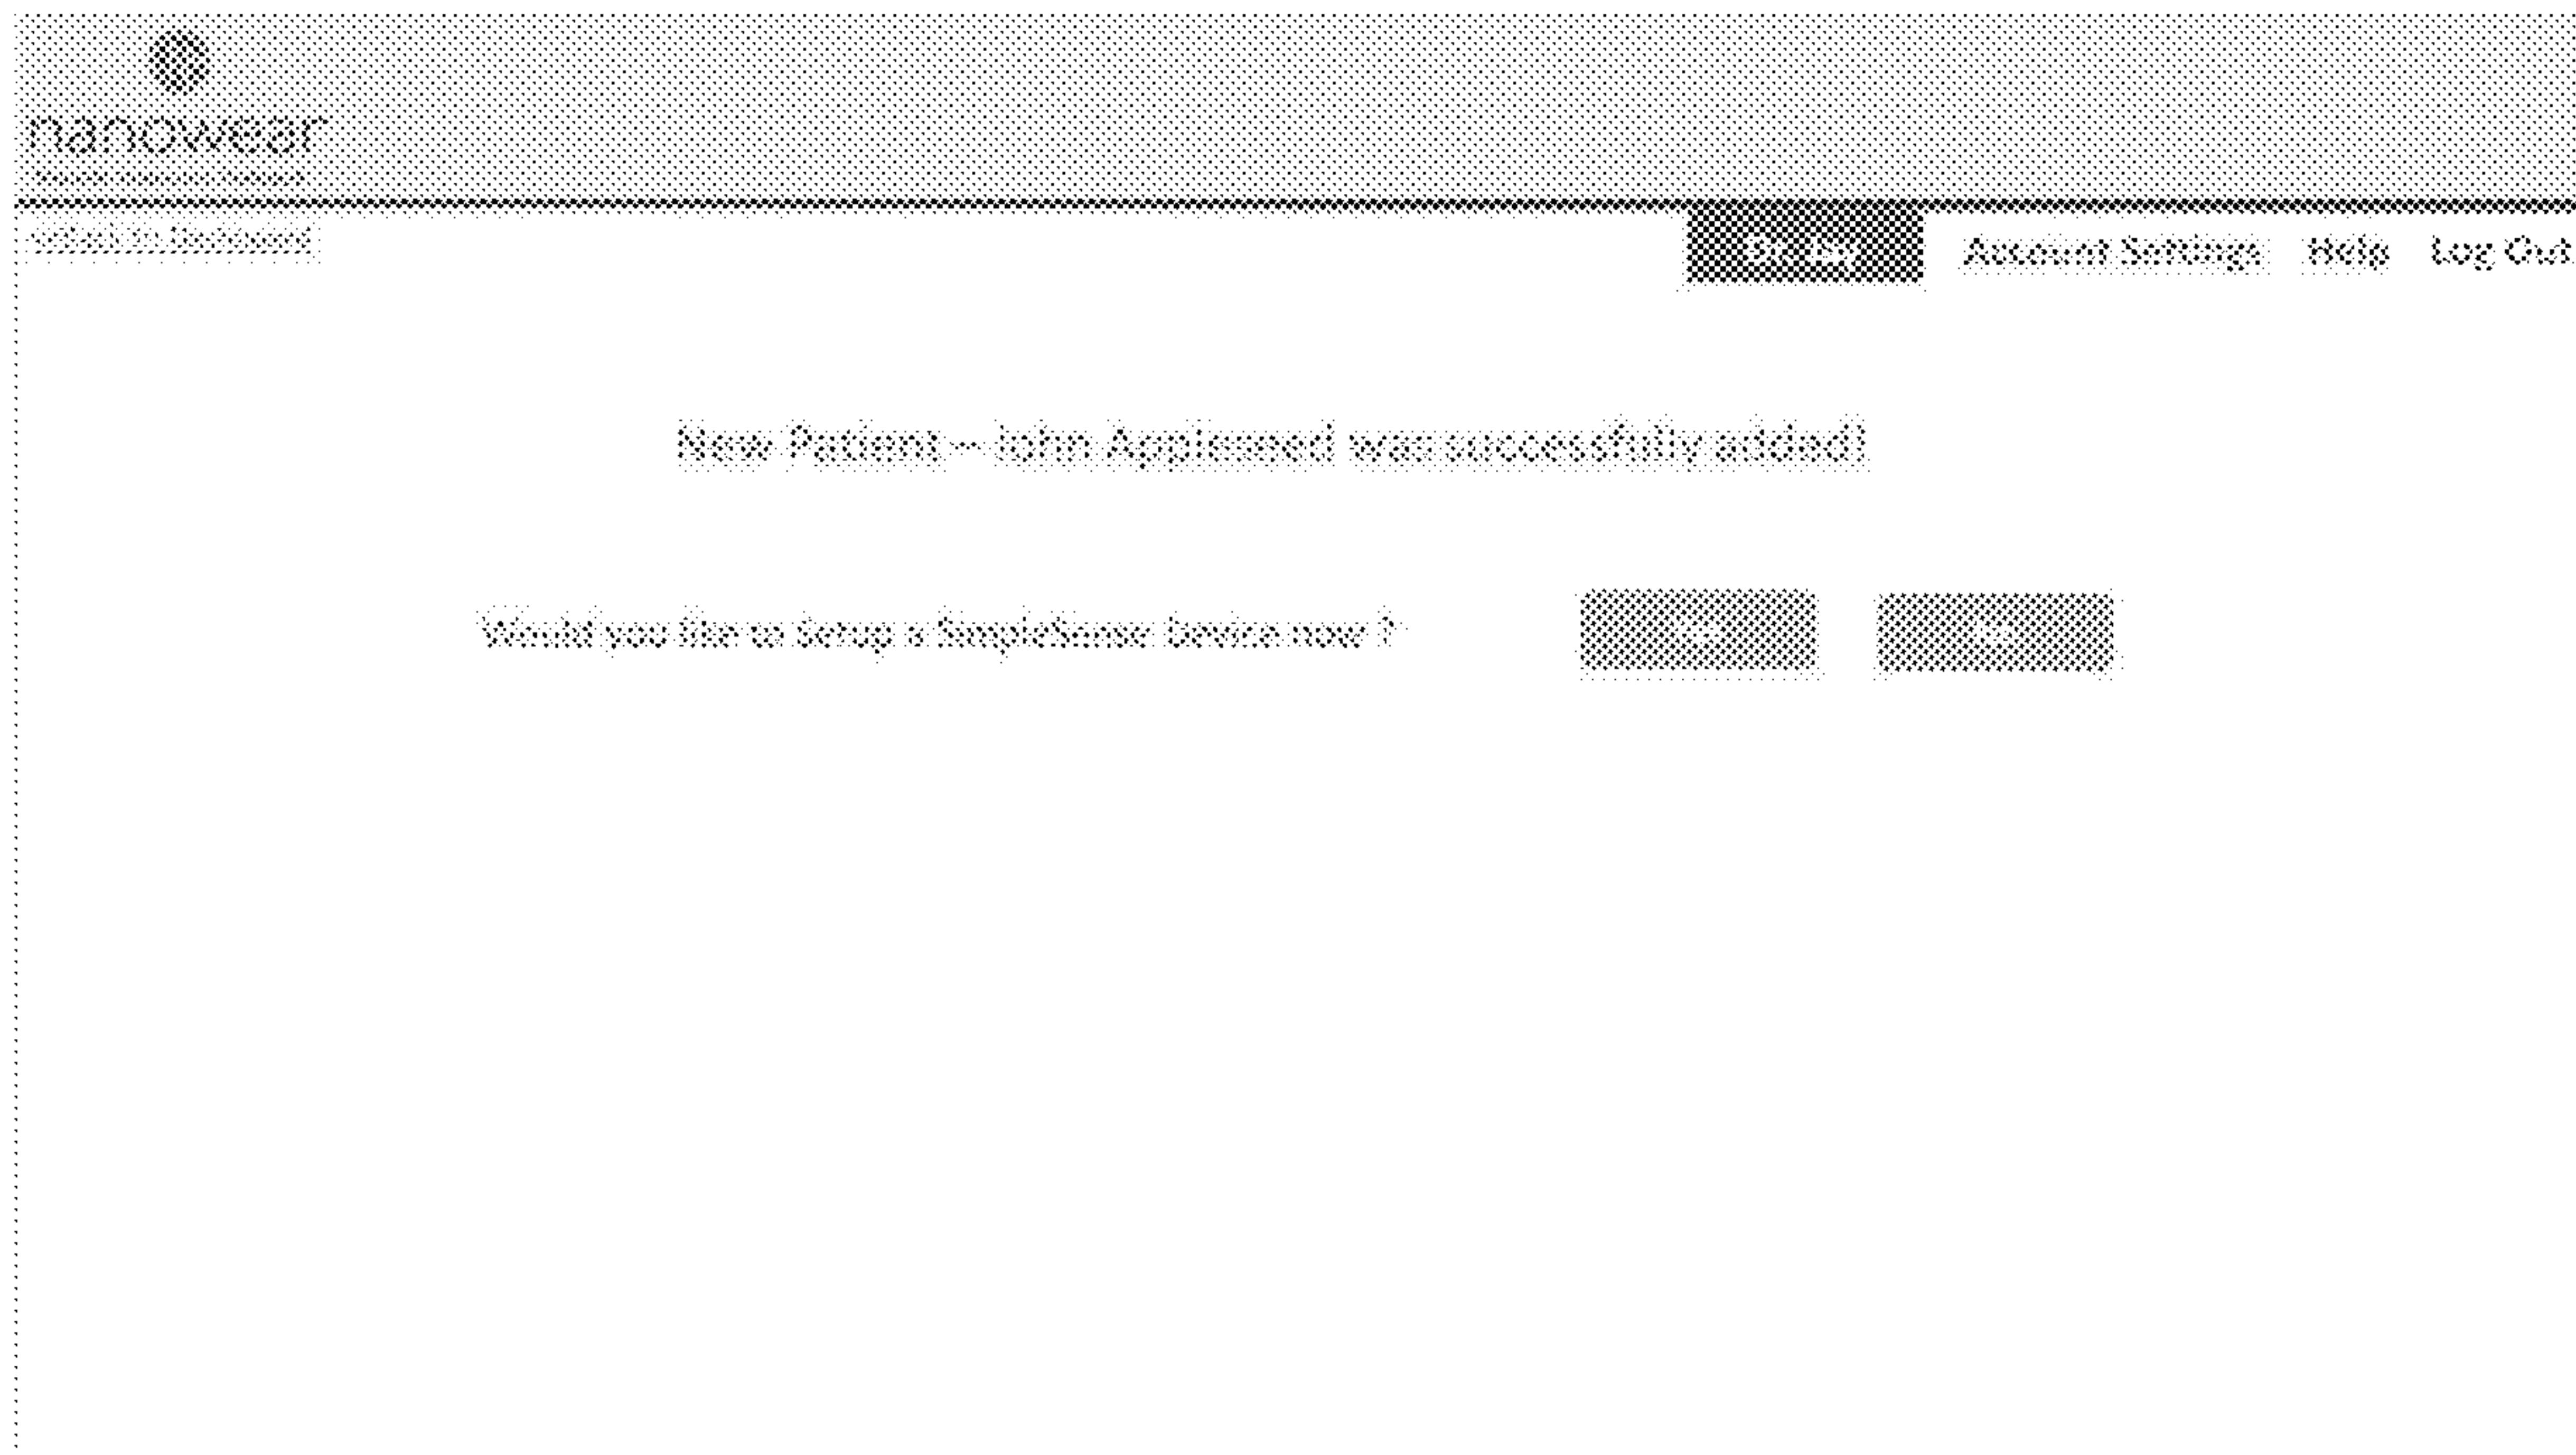 nanowear
Account Settings Help Log Out
New Patient – John Appleseed was successfully added!
Would you like to Setup a SimpleSense Device now ?